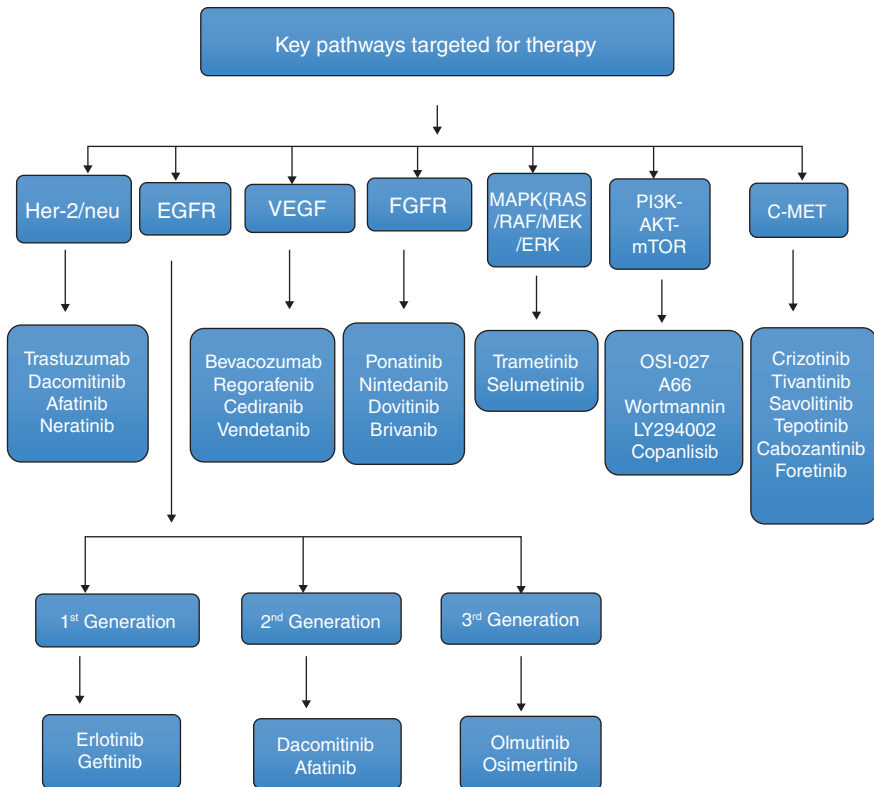 Key pathways targeted for therapy
Her-2/neu
EGFR
VEGF
FGFR
MAPK(RAS
/RAF/MEK
/ERK
PI3K-
AKT-
mTOR
C-MET
Trastuzumab
Dacomitinib
Afatinib
Neratinib
Bevacozumab
Regorafenib
Cediranib
Vendetanib
Ponatinib
Nintedanib
Dovitinib
Brivanib
Trametinib
Selumetinib
OSI-027
A66
Wortmannin
LY294002
Copanlisib
Crizotinib
Tivantinib
Savolitinib
Tepotinib
Cabozantinib
Foretinib
1st Generation
2nd Generation
3rd Generation
Erlotinib
Geftinib
Dacomitinib
Afatinib
Olmutinib
Osimertinib